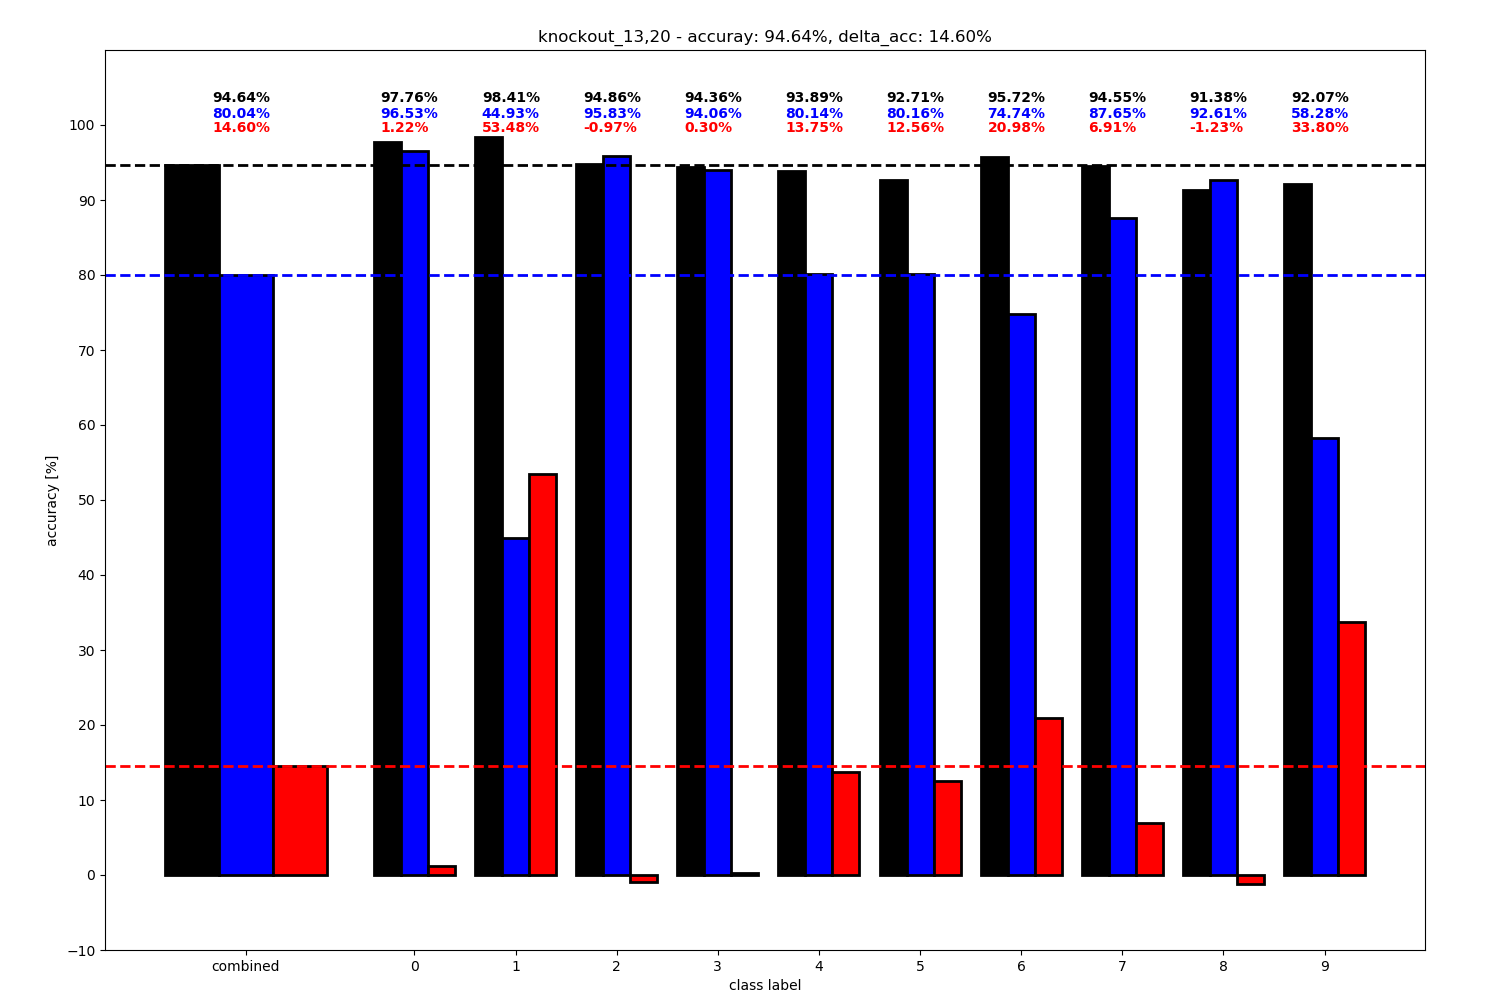 knockout_13,20 - accuray: 94.64%, delta_acc: 14.60%
94.64% 97.76% 98.41% 94.86% 94.36% 93.89% 92.71% 95.72% 94.55% 91.38% 92.07%
80.04% 96.53% 44.93% 95.83% 94.06% 80.14% 80.16% 74.74% 87.65% 92.61% 58.28%
14.60% 1.22% 53.48% -0.97% 0.30% 13.75% 12.56% 20.98% 6.91% -1.23% 33.80%
100
90
80
70
60
50
40
30
20
10
0
−10
accuracy [%]
combined 0 1 2 3 4 5 6 7 8 9
class label